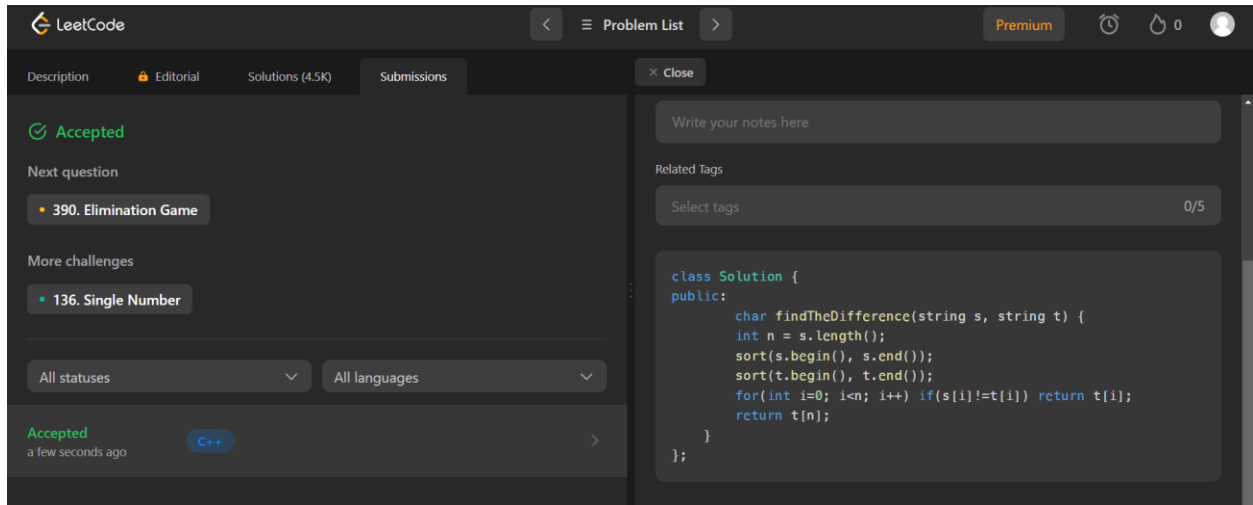 LeetCode
Problem List
Premium
0
Description
Editorial
Solutions (4.5K)
Submissions
Accepted
Next question
• 390. Elimination Game
More challenges
• 136. Single Number
All statuses
All languages
Accepted
C++
a few seconds ago
× Close
Write your notes here
Related Tags
Select tags
0/5
class Solution {
public:
        char findTheDifference(string s, string t) {
        int n = s.length();
        sort(s.begin(), s.end());
        sort(t.begin(), t.end());
        for(int i=0; i<n; i++) if(s[i]!=t[i]) return t[i];
        return t[n];
    }
};